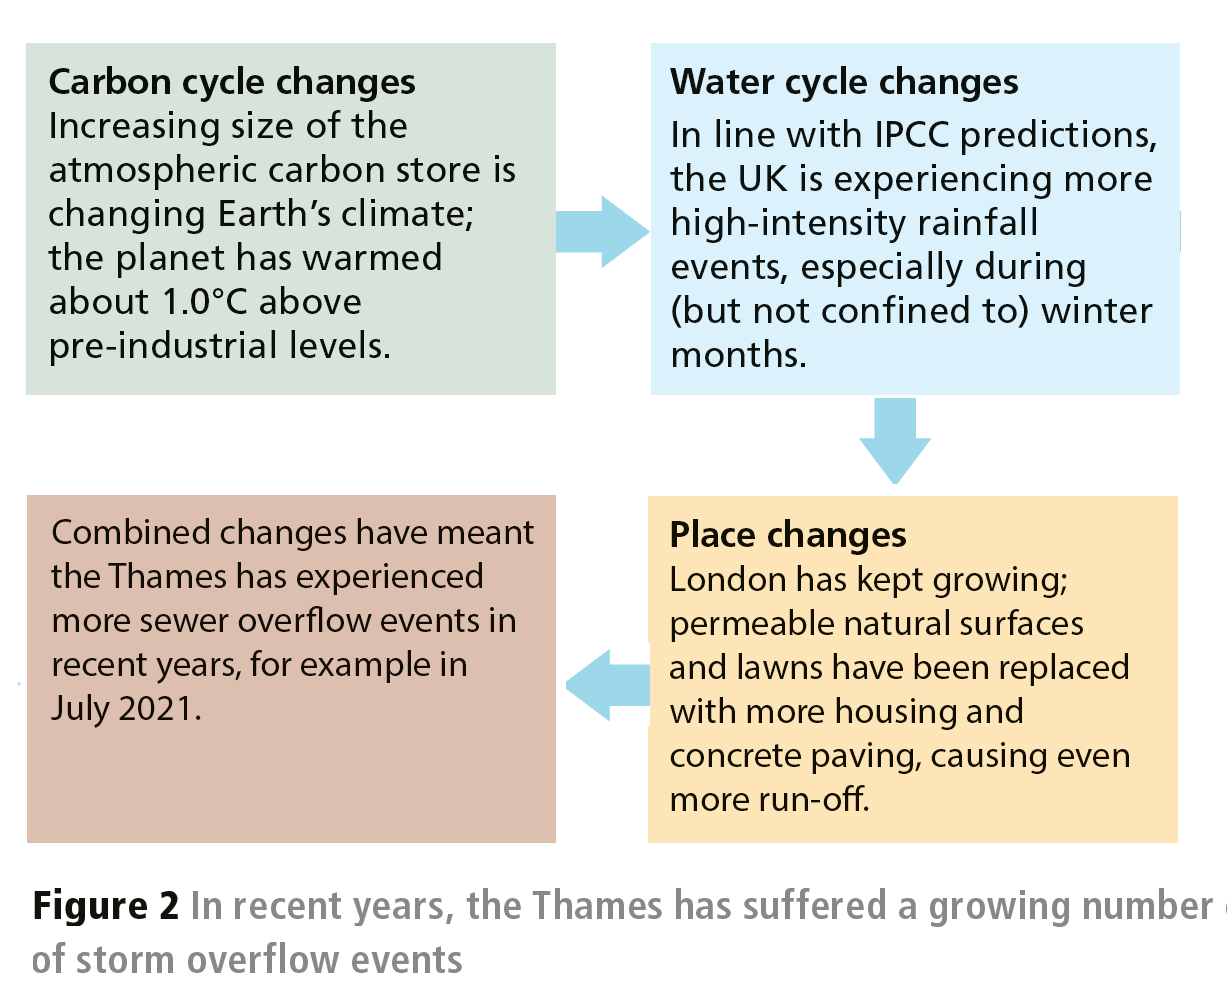 Carbon cycle changes
Increasing size of the
atmospheric carbon store is
changing Earth's climate;
the planet has warmed
about 1.0°C above
pre-industrial levels.
Water cycle changes
In line with IPCC predictions,
the UK is experiencing more
high-intensity rainfall
events, especially during
(but not confined to) winter
months.
Place changes
London has kept growing;
permeable natural surfaces
and lawns have been replaced
with more housing and
concrete paving, causing even
more run-off.
Combined changes have meant
the Thames has experienced
more sewer overflow events in
recent years, for example in
July 2021.
Figure 2 In recent years, the Thames has suffered a growing number
of storm overflow events